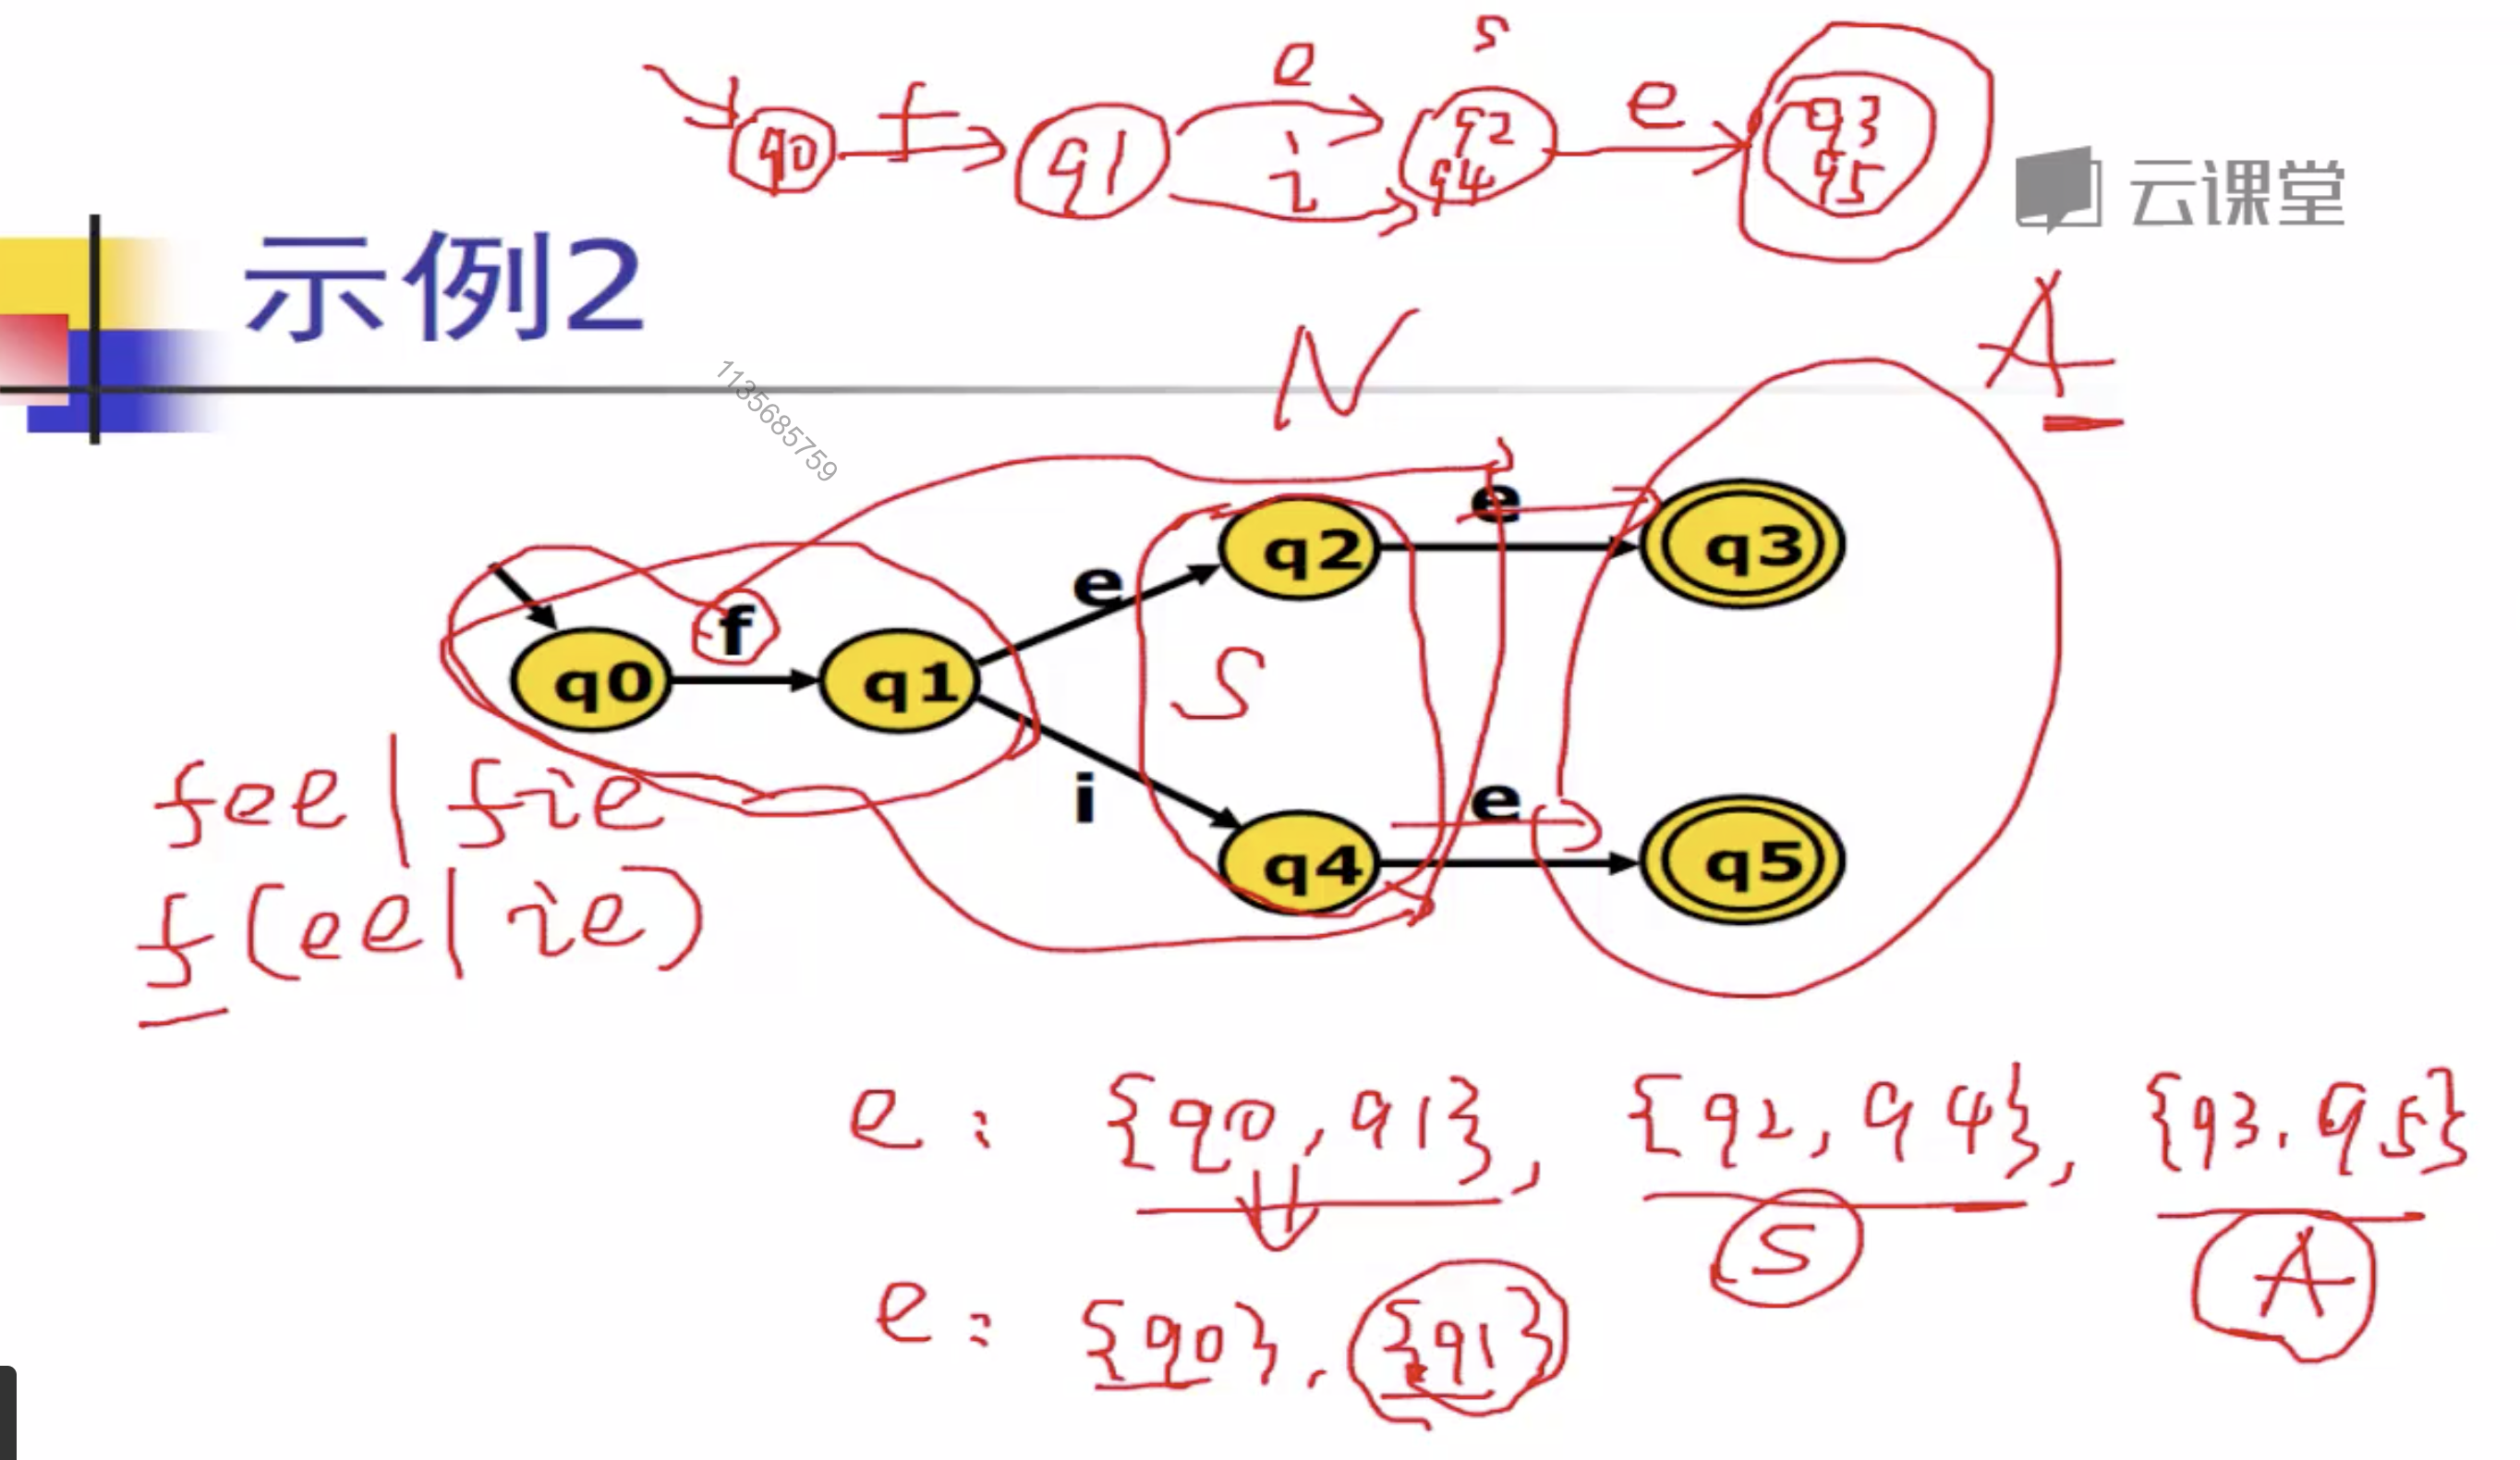 s
e
q0 f q1 i q2 q4 e q3 q5
云课堂
示例2
A
N
1135685759
e q3
q2
e
f
q0 q1
S
i
fee|fie
e
q4 q5
f(ee|ie)
e: {q0,q1}, {q2,q4}, {q3.q5}
S A
e: {q0}, {q1}